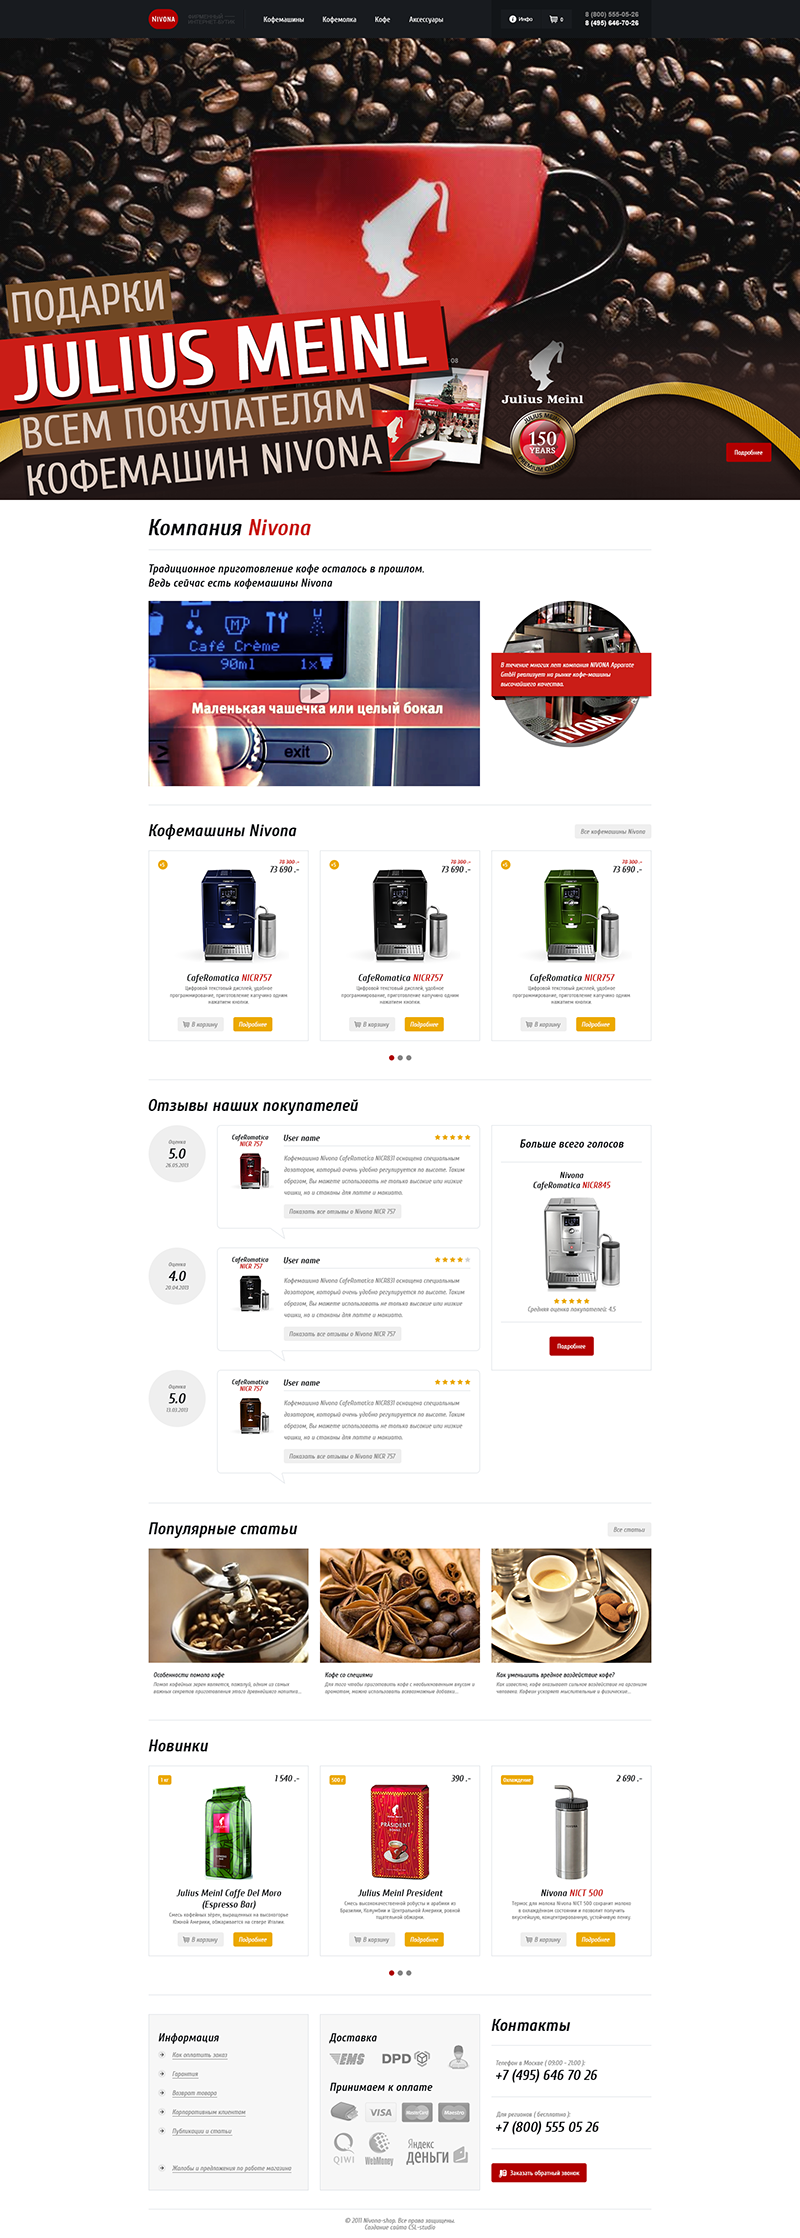 NIVONA
ФИРМЕННЫЙ
ИНТЕРНЕТ-БУТИК
Кофемашины
Кофемолка
Кофе
Аксессуары
Инфо
0
8 (800) 555-05-26
8 (495) 646-70-26
ПОДАРКИ
JULIUS MEINL
ВСЕМ ПОКУПАТЕЛЯМ
КОФЕМАШИН NIVONA
08
Julius Meinl
JULIUS MEINL
150
YEARS
PREMIUM QUALITY
Подробнее
Компания Nivona
Традиционное приготовление кофе осталось в прошлом.
Ведь сейчас есть кофемашины Nivona
Café Crème
90ml
1x
Маленькая чашечка или целый бокал
exit
В течение многих лет компания NIVONA Apparate
GmbH реализует на рынке кофе-машины
высочайшего качества.
IVONA
Кофемашины Nivona
Все кофемашины Nivona
+5
78 300 .-
73 690 .-
CafeRomatica NICR757
Цифровой текстовый дисплей, удобное
программирование, приготовление капучино одним
нажатием кнопки.
В корзину
Подробнее
+5
78 300 .-
73 690 .-
CafeRomatica NICR757
Цифровой текстовый дисплей, удобное
программирование, приготовление капучино одним
нажатием кнопки.
В корзину
Подробнее
+5
78 300 .-
73 690 .-
CafeRomatica NICR757
Цифровой текстовый дисплей, удобное
программирование, приготовление капучино одним
нажатием кнопки.
В корзину
Подробнее
Отзывы наших покупателей
Оценка
5.0
26.05.2013
CafeRomatica
NICR 757
User name
Кофемашина Nivona CafeRomatica NICR831 оснащена специальным
дозатором, который очень удобно регулируется по высоте. Таким
образом, Вы можете использовать не только высокие или низкие
чашки, но и стаканы для латте и макиато.
Показать все отзывы о Nivona NICR 757
Оценка
4.0
20.04.2013
CafeRomatica
NICR 757
User name
Кофемашина Nivona CafeRomatica NICR831 оснащена специальным
дозатором, который очень удобно регулируется по высоте. Таким
образом, Вы можете использовать не только высокие или низкие
чашки, но и стаканы для латте и макиато.
Показать все отзывы о Nivona NICR 757
Оценка
5.0
13.03.2013
CafeRomatica
NICR 757
User name
Кофемашина Nivona CafeRomatica NICR831 оснащена специальным
дозатором, который очень удобно регулируется по высоте. Таким
образом, Вы можете использовать не только высокие или низкие
чашки, но и стаканы для латте и макиато.
Показать все отзывы о Nivona NICR 757
Больше всего голосов
Nivona
CafeRomatica NICR845
Средняя оценка покупателей: 4.5
Подробнее
Популярные статьи
Все статьи
Особенности помола кофе
Помол кофейных зерен является, пожалуй, одним из самых
важных секретов приготовления этого древнейшего напитка...
Кофе со специями
Для того чтобы приготовить кофе с необыкновенным вкусом и
ароматом, можно использовать всевозможные добавки...
Как уменьшить вредное воздействие кофе?
Как известно, кофе оказывает сильное воздействие на организм
человека. Кофеин ускоряет мыслительные и физические...
Новинки
1 кг
1 540 .-
Julius Meinl Caffe Del Moro
(Espresso Bar)
Смесь кофейных зёрен, выращенных на высокогорье
Южной Америки, обжаривается на севере Италии
В корзину
Подробнее
500 г
390 .-
PRÄSIDENT
Julius Meinl President
Смесь высококачественной робусты и арабики из
Бразилии, Колумбии и Центральной Америки, ровной
тщательной обжарки.
В корзину
Подробнее
Охлаждение
2 690 .-
Nivona NICT 500
Термос для молока Nivona NICT 500 сохранит молоко
в охлаждённом состоянии и позволит получить
вкуснейшую, концентрированную, устойчивую пенку
В корзину
Подробнее
Информация
Как оплатить заказ
Гарантия
Возврат товара
Корпоративным клиентам
Публикации и статьи
Жалобы и предложения по работе магазина
Доставка
EMS
DPD
Принимаем к оплате
VISA
MasterCard
Maestro
QIWI
WebMoney
Яндекс
деньги
Контакты
Телефон в Москве ( 09:00 - 21:00 ):
+7 (495) 646 70 26
Для регионов ( бесплатно ):
+7 (800) 555 05 26
Заказать обратный звонок
© 2011 Nivona-shop. Все права защищены.
Создание сайта CSL-studio